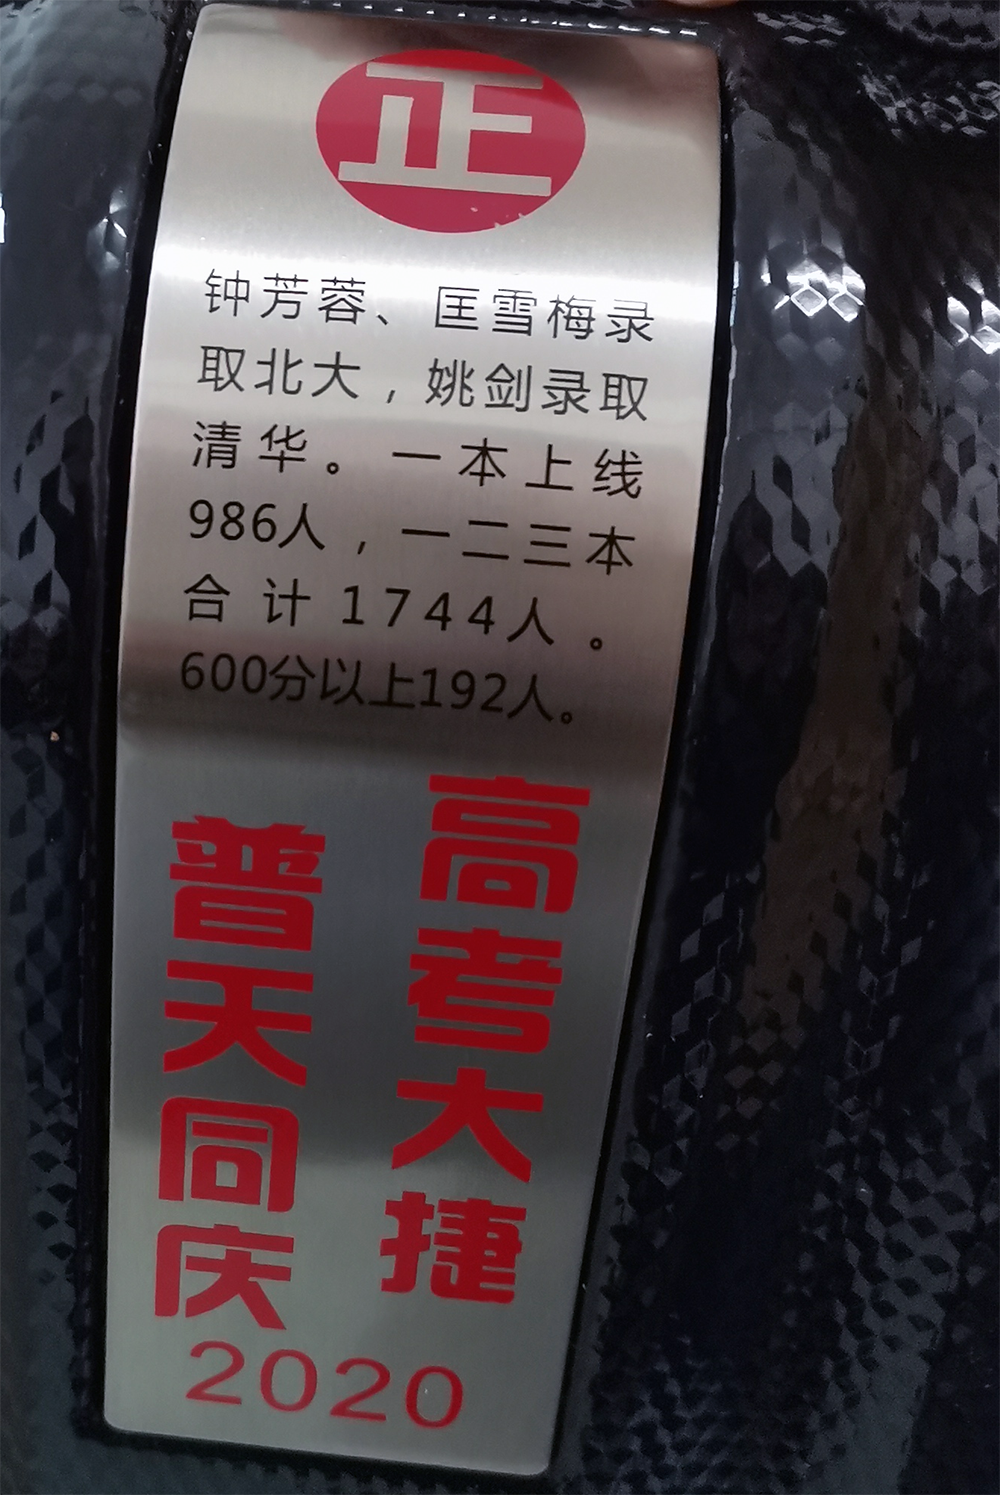 正
钟芳蓉、匡雪梅录
取北大，姚剑录取
清华。一本上线
986人，一二三本
合计1744人。
600分以上192人。
高考大捷
普天同庆
2020